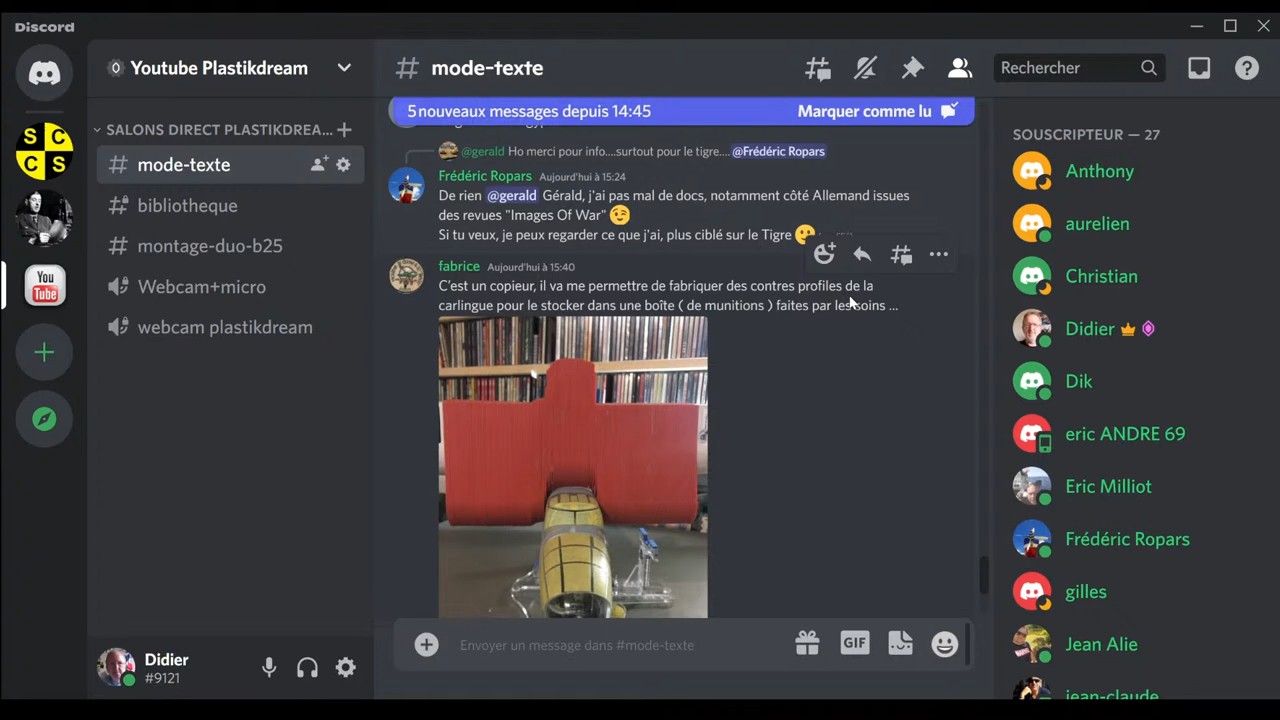 Discord
Youtube Plastikdream
mode-texte
Rechercher
5 nouveaux messages depuis 14:45
Marquer comme lu
SALONS DIRECT PLASTIKDREA...
mode-texte
bibliotheque
montage-duo-b25
Webcam+micro
webcam plastikdream
S C
C S
You
Tube
@gerald Ho merci pour info....surtout pour le tigre.... @Frédéric Ropars
Frédéric Ropars Aujourd'hui à 15:24
De rien @gerald Gérald, j'ai pas mal de docs, notamment côté Allemand issues
des revues "Images Of War" 😉
Si tu veux, je peux regarder ce que j'ai, plus ciblé sur le Tigre
fabrice Aujourd'hui à 15:40
C'est un copieur, il va me permettre de fabriquer des contres profiles de la
carlingue pour le stocker dans une boîte ( de munitions ) faites par les soins ...
Envoyer un message dans #mode-texte
GIF
Didier
#9121
SOUSCRIPTEUR — 27
Anthony
aurelien
Christian
Didier
Dik
eric ANDRE 69
Eric Milliot
Frédéric Ropars
gilles
Jean Alie
jean-claude